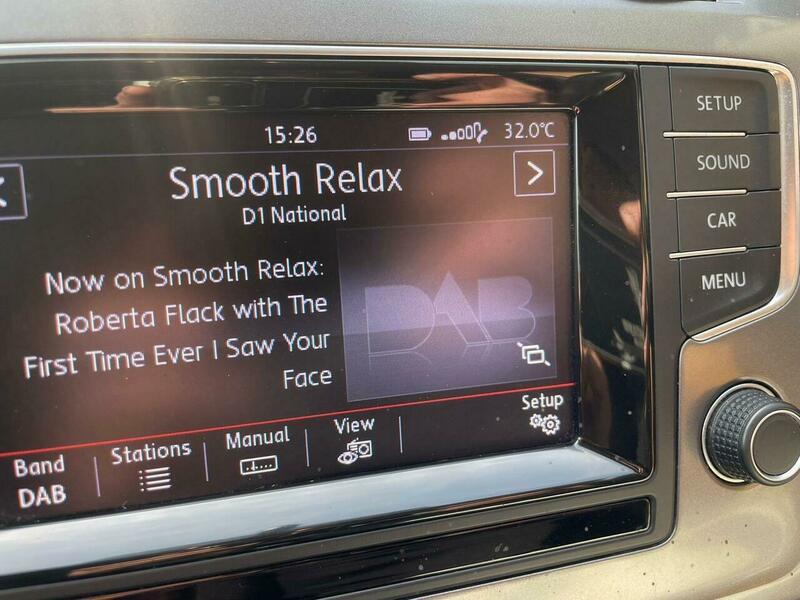 15:26
32.0°C
Smooth Relax
D1 National
Now on Smooth Relax:
Roberta Flack with The
First Time Ever I Saw Your
Face
DAB
Setup
Band
DAB
Stations
Manual
View
SETUP
SOUND
CAR
MENU